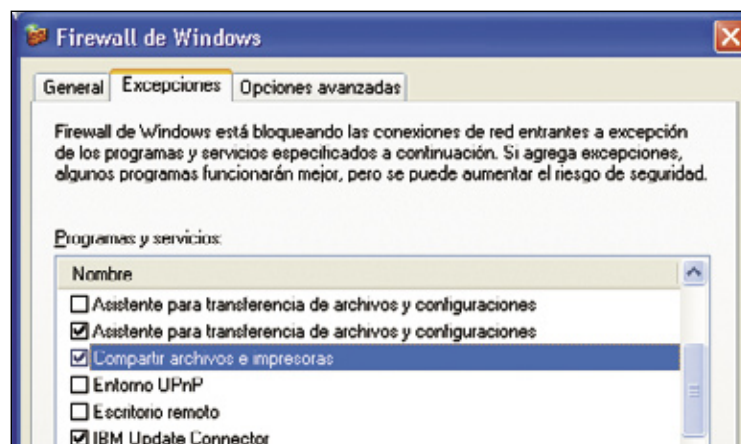 Firewall de Windows
General Excepciones Opciones avanzadas
Firewall de Windows está bloqueando las conexiones de red entrantes a excepción
de los programas y servicios especificados a continuación. Si agrega excepciones,
algunos programas funcionarán mejor, pero se puede aumentar el riesgo de seguridad.
Programas y servicios:
Nombre
Asistente para transferencia de archivos y configuraciones
Asistente para transferencia de archivos y configuraciones
Compartir archivos e impresoras
Entorno UPnP
Escritorio remoto
IBM Update Connector